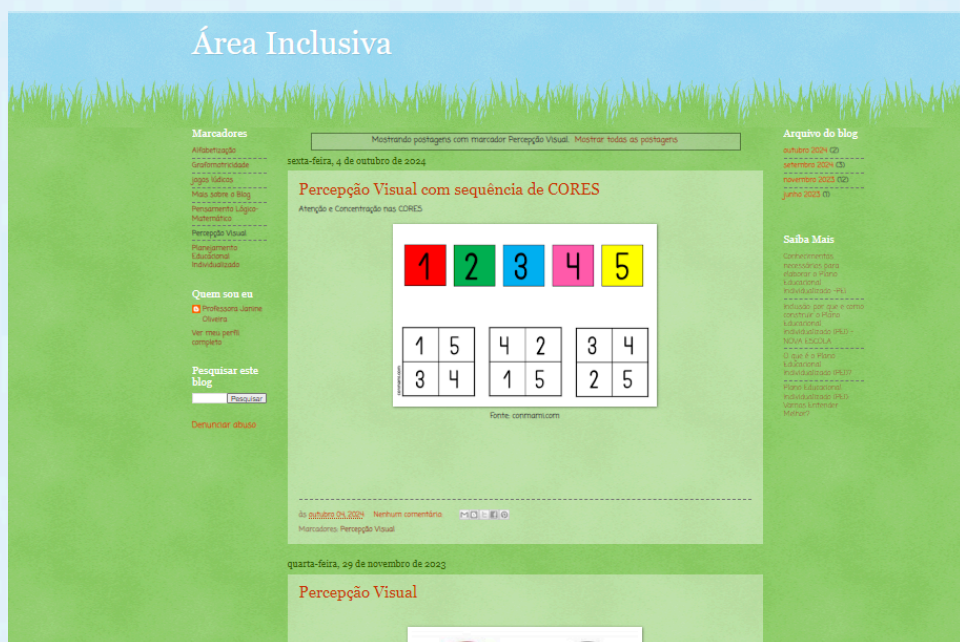 Área Inclusiva
Marcadores
Alfabetização
Grafomotricidade
jogos lúdicos
Mais sobre o Blog
Pensamento Lógico-
Matemático
Percepção Visual
Planejamento
Educacional
Individualizado
Quem sou eu
Professora Janine
Oliveira
Ver meu perfil
completo
Pesquisar este
blog
Pesquisar
Denunciar abuso
Mostrando postagens com marcador Percepção Visual. Mostrar todas as postagens
sexta-feira, 4 de outubro de 2024
Percepção Visual com sequência de CORES
Atenção e Concentração nas CORES
1 2 3 4 5
1 5 4 2 3 4
3 4 1 5 2 5
conmami.com
Fonte: conmami.com
às outubro 04, 2024 Nenhum comentário:
Marcadores: Percepção Visual
quarta-feira, 29 de novembro de 2023
Percepção Visual
Arquivo do blog
outubro 2024 (2)
setembro 2024 (3)
novembro 2023 (12)
junho 2023 (1)
Saiba Mais
Conhecimentos
necessários para
elaborar o Plano
Educacional
Individualizado -PEI
Inclusão: por que e como
construir o Plano
Educacional
Individualizado (PEI) -
NOVA ESCOLA
O que é o Plano
Educacional
Individualizado (PEI)?
Plano Educacional
Individualizado (PEI):
Vamos Entender
Melhor?